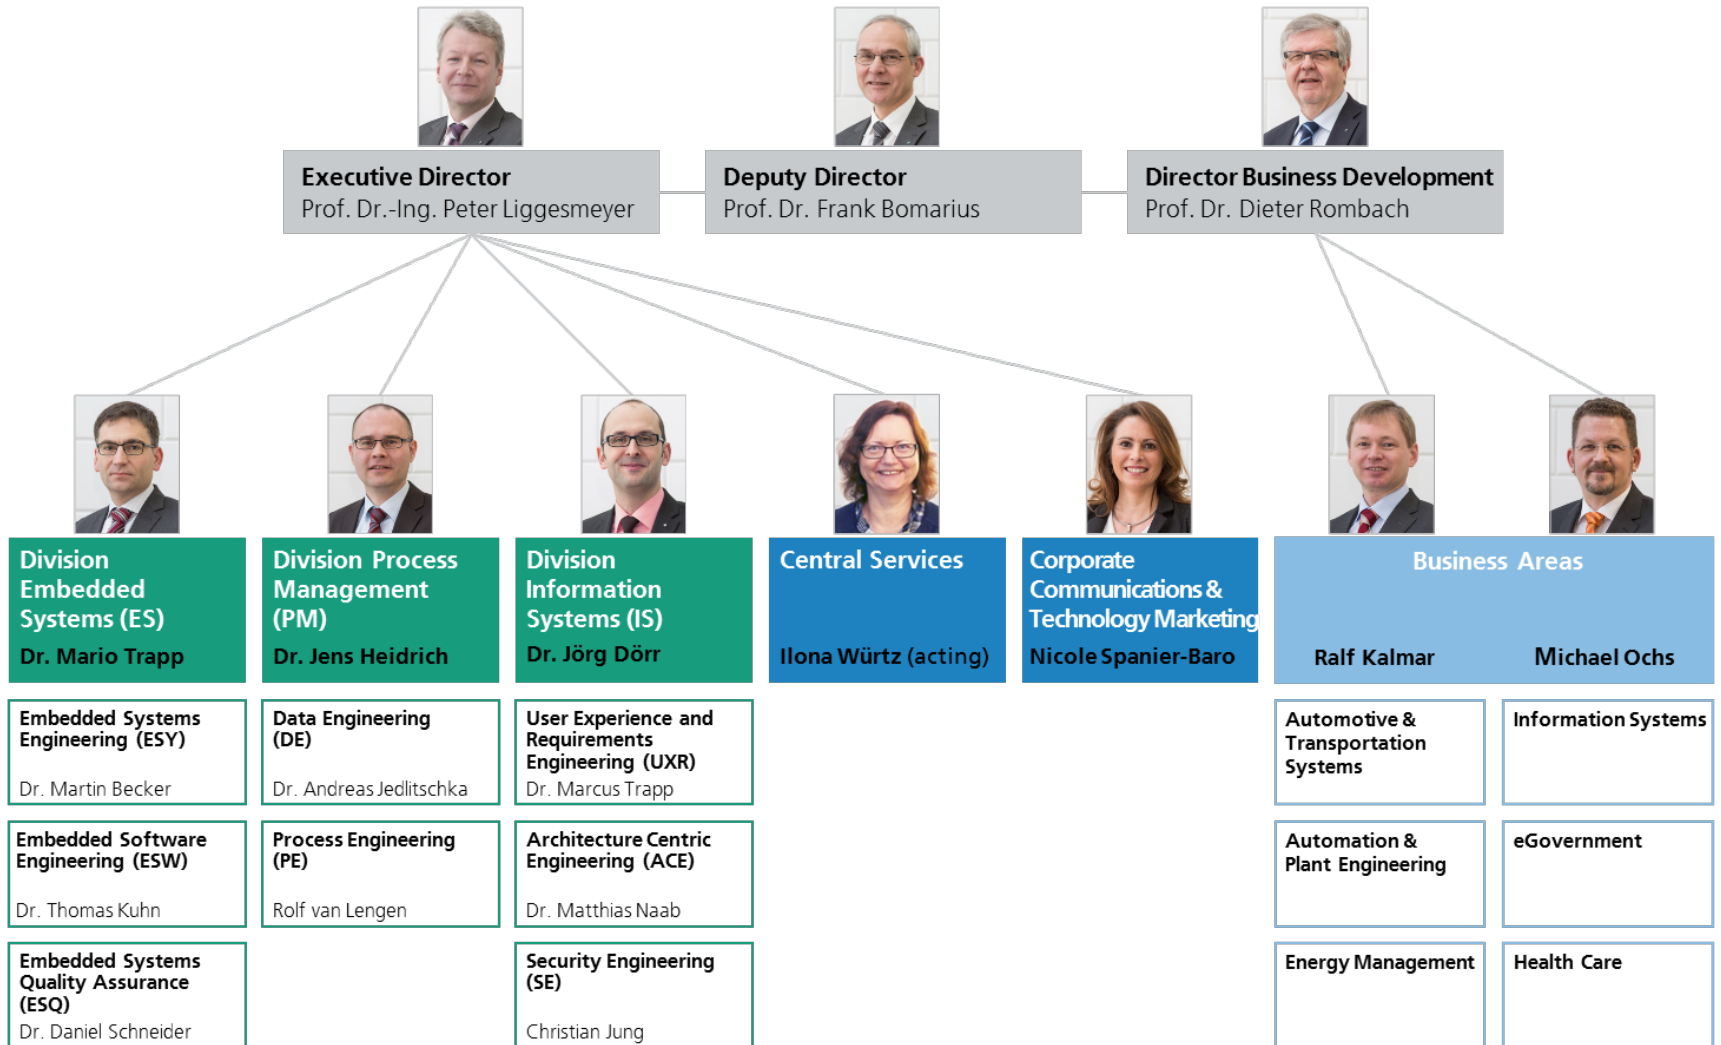 Executive Director
Prof. Dr.-Ing. Peter Liggesmeyer
Deputy Director
Prof. Dr. Frank Bomarius
Director Business Development
Prof. Dr. Dieter Rombach
Division
Embedded
Systems (ES)
Dr. Mario Trapp
Division Process
Management
(PM)
Dr. Jens Heidrich
Division
Information
Systems (IS)
Dr. Jörg Dörr
Central Services
Ilona Würtz (acting)
Corporate
Communications &
Technology Marketing
Nicole Spanier-Baro
Business Areas
Ralf Kalmar
Michael Ochs
Embedded Systems
Engineering (ESY)
Dr. Martin Becker
Data Engineering
(DE)
Dr. Andreas Jedlitschka
User Experience and
Requirements
Engineering (UXR)
Dr. Marcus Trapp
Automotive &
Transportation
Systems
Information Systems
Embedded Software
Engineering (ESW)
Dr. Thomas Kuhn
Process Engineering
(PE)
Rolf van Lengen
Architecture Centric
Engineering (ACE)
Dr. Matthias Naab
Automation &
Plant Engineering
eGovernment
Embedded Systems
Quality Assurance
(ESQ)
Dr. Daniel Schneider
Security Engineering
(SE)
Christian Jung
Energy Management
Health Care